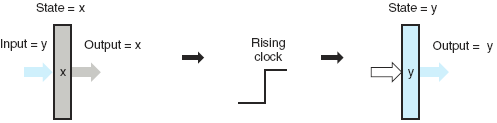 State = x
State = y
Input = y
Output = x
Rising
clock
Output = y
x
y